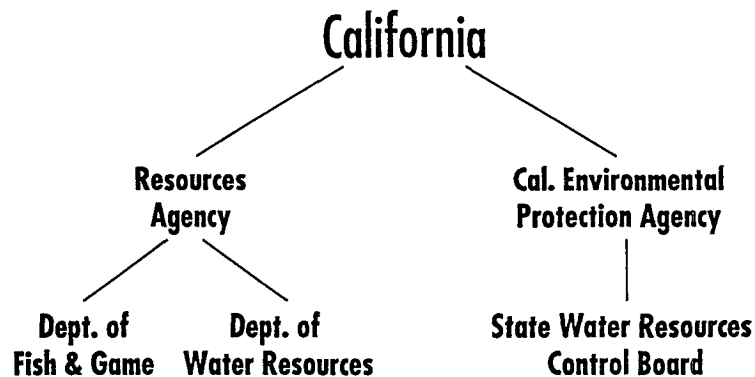 California
Resources
Agency
Cal. Environmental
Protection Agency
Dept. of
Fish & Game
Dept. of
Water Resources
State Water Resources
Control Board